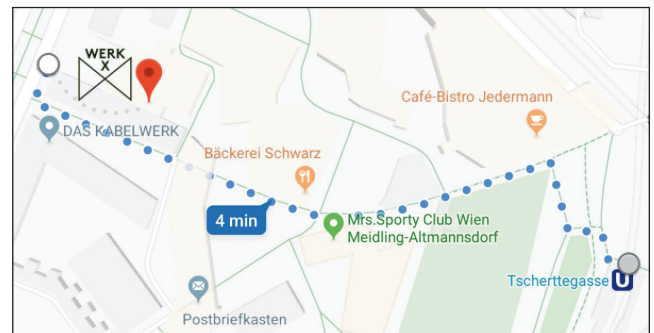 WERK
X
DAS KABELWERK
Café-Bistro Jedermann
Bäckerei Schwarz
4 min
Mrs.Sporty Club Wien
Meidling-Altmannsdorf
Tscherttegasse U
Postbriefkasten